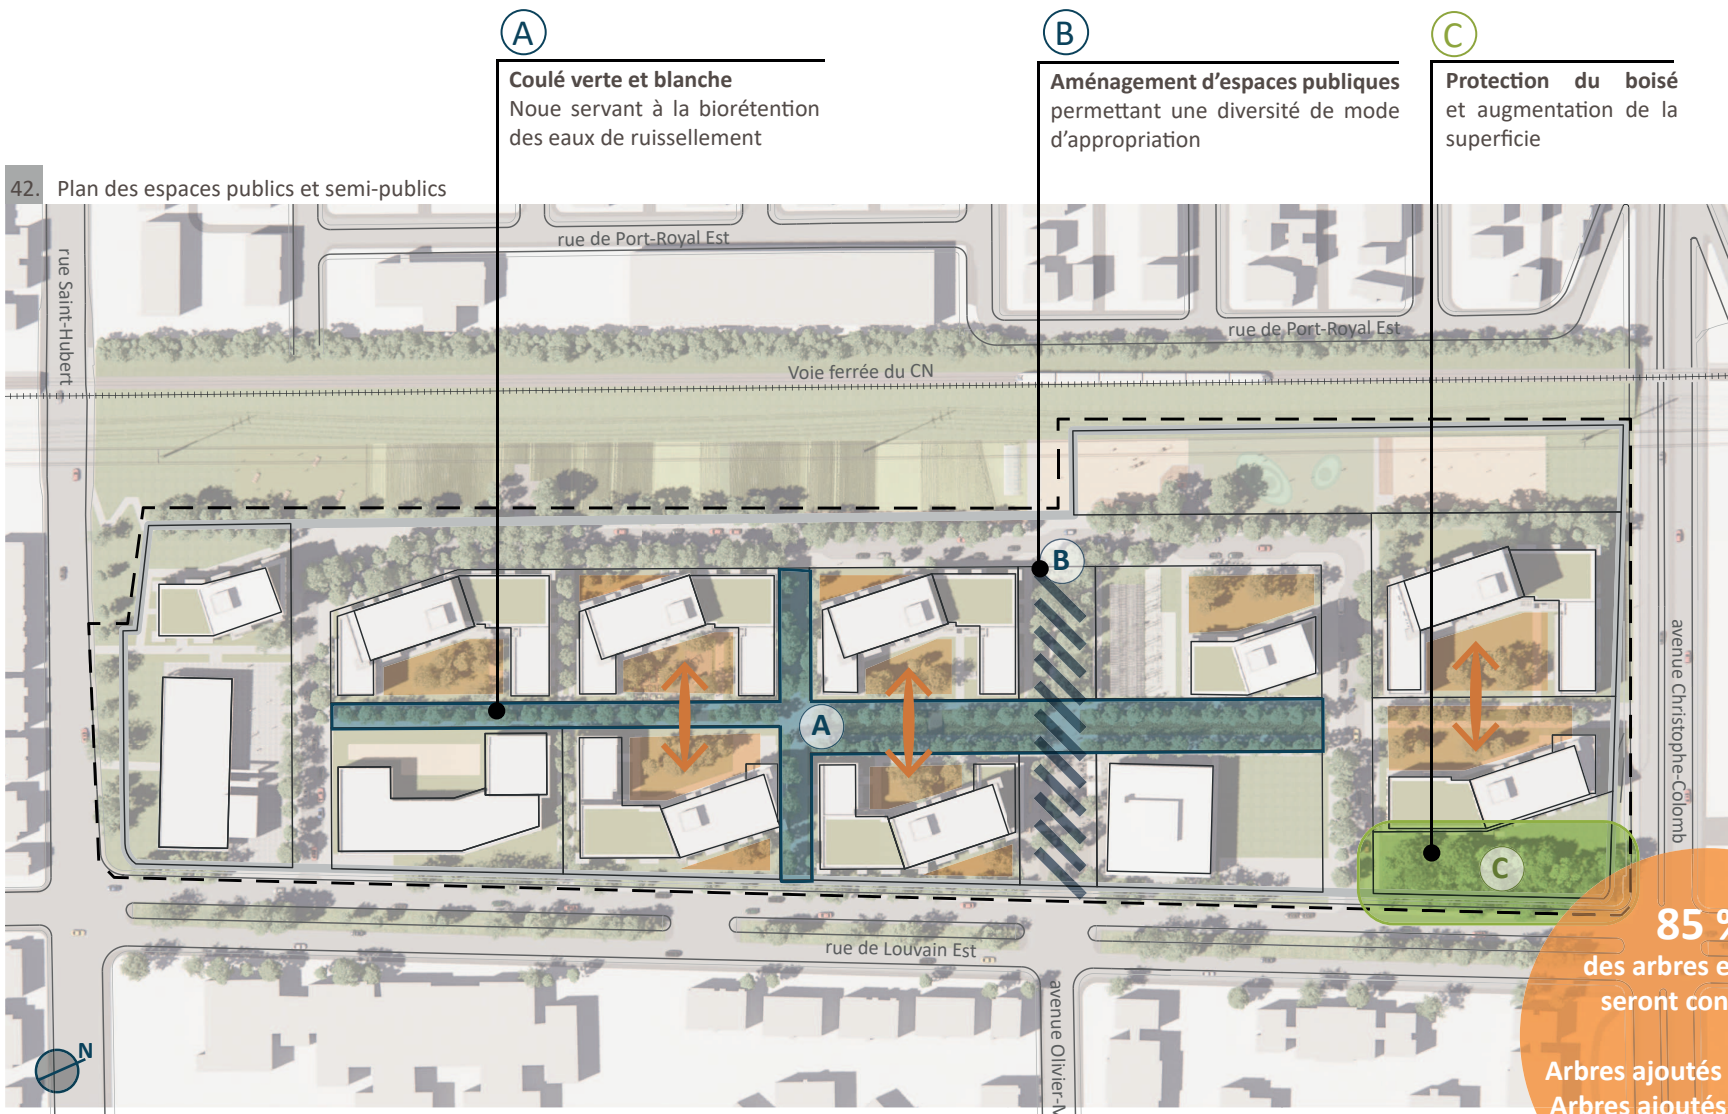 A
Coulé verte et blanche
Noue servant à la biorétention
des eaux de ruissellement
B
Aménagement d'espaces publiques
permettant une diversité de mode
d'appropriation
C
Protection du boisé
et augmentation de la
superficie
42. Plan des espaces publics et semi-publics
rue de Port-Royal Est
rue Saint-Hubert
rue de Port-Royal Est
Voie ferrée du CN
B
A
avenue Christophe-Colomb
C
85 %
des arbres e
seront con
rue de Louvain Est
avenue Olivier-M
N
Arbres ajoutés
Arbres ajoutés